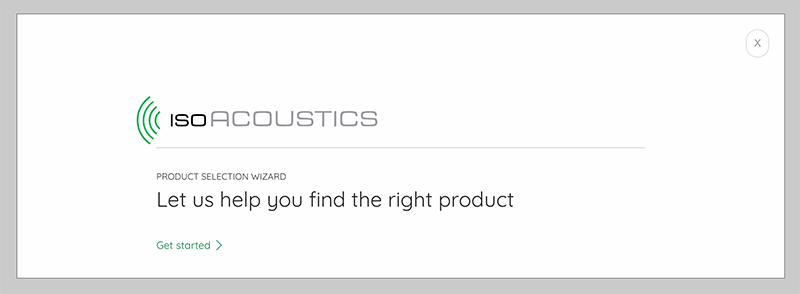 X
ISOACOUSTICS
PRODUCT SELECTION WIZARD
Let us help you find the right product
Get started